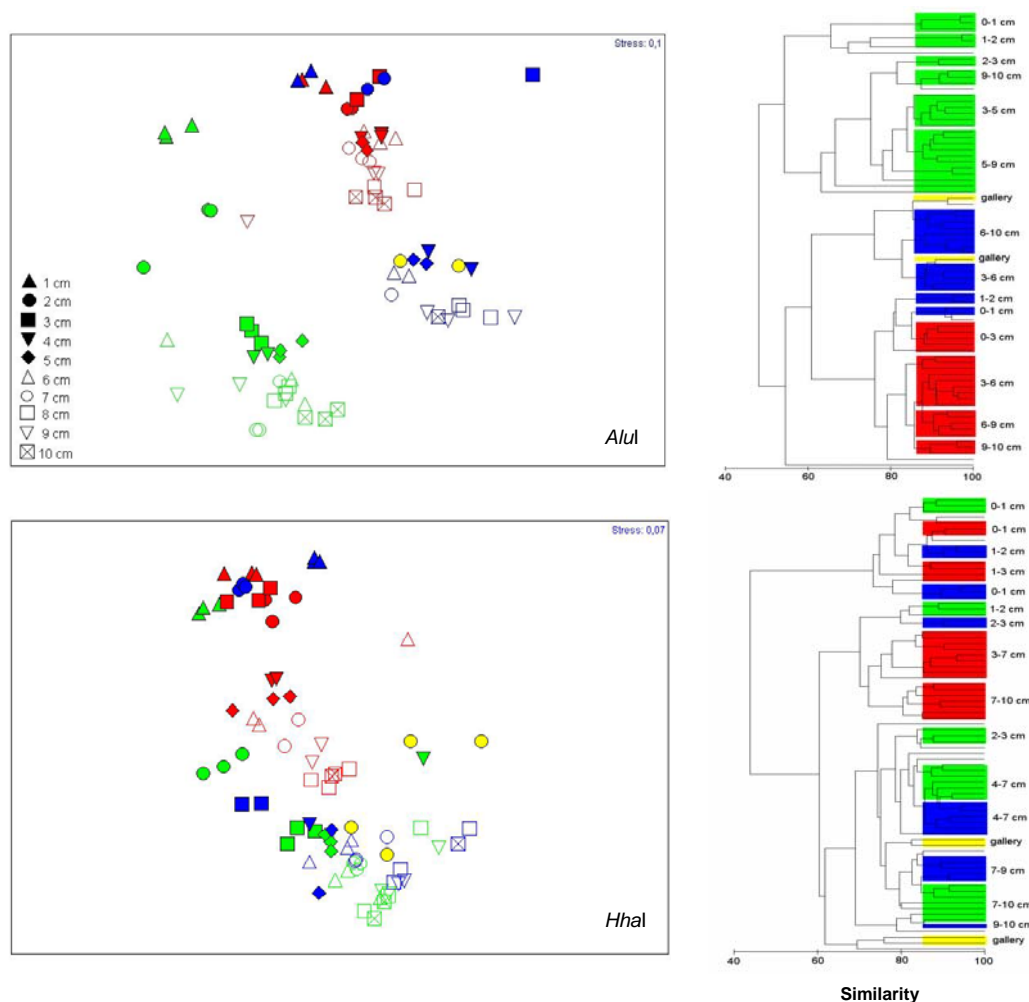 Stress: 0,1
1 cm
2 cm
3 cm
4 cm
5 cm
6 cm
7 cm
8 cm
9 cm
10 cm
AluI
0-1 cm
1-2 cm
2-3 cm
9-10 cm
3-5 cm
5-9 cm
gallery
6-10 cm
gallery
3-6 cm
1-2 cm
0-1 cm
0-3 cm
3-6 cm
6-9 cm
9-10 cm
40 60 80 100
Stress: 0,07
HhaI
0-1 cm
0-1 cm
1-2 cm
1-3 cm
0-1 cm
1-2 cm
2-3 cm
3-7 cm
7-10 cm
2-3 cm
4-7 cm
4-7 cm
gallery
7-9 cm
7-10 cm
9-10 cm
gallery
40 60 80 100
Similarity